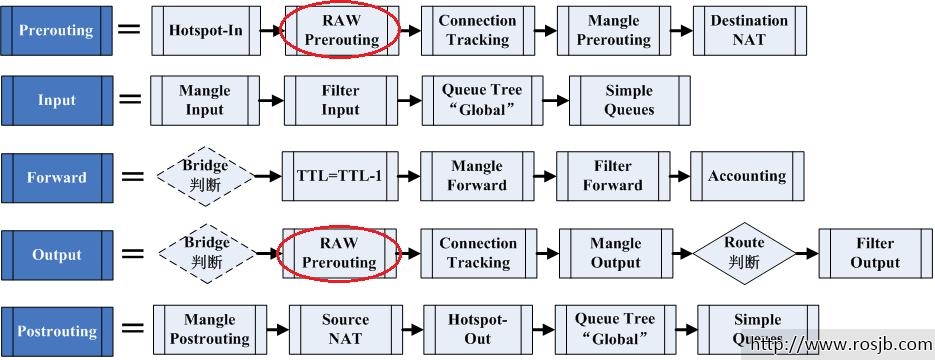 Prerouting = Hotspot-In RAW Prerouting Connection Tracking Mangle Prerouting Destination NAT
Input = Mangle Input Filter Input Queue Tree “Global” Simple Queues
Forward = Bridge 判断 TTL=TTL-1 Mangle Forward Filter Forward Accounting
Output = Bridge 判断 RAW Prerouting Connection Tracking Mangle Output Route 判断 Filter Output
Postrouting = Mangle Postrouting Source NAT Hotspot-Out Queue Tree “Global” Simple Queues
http://www.rosjb.com